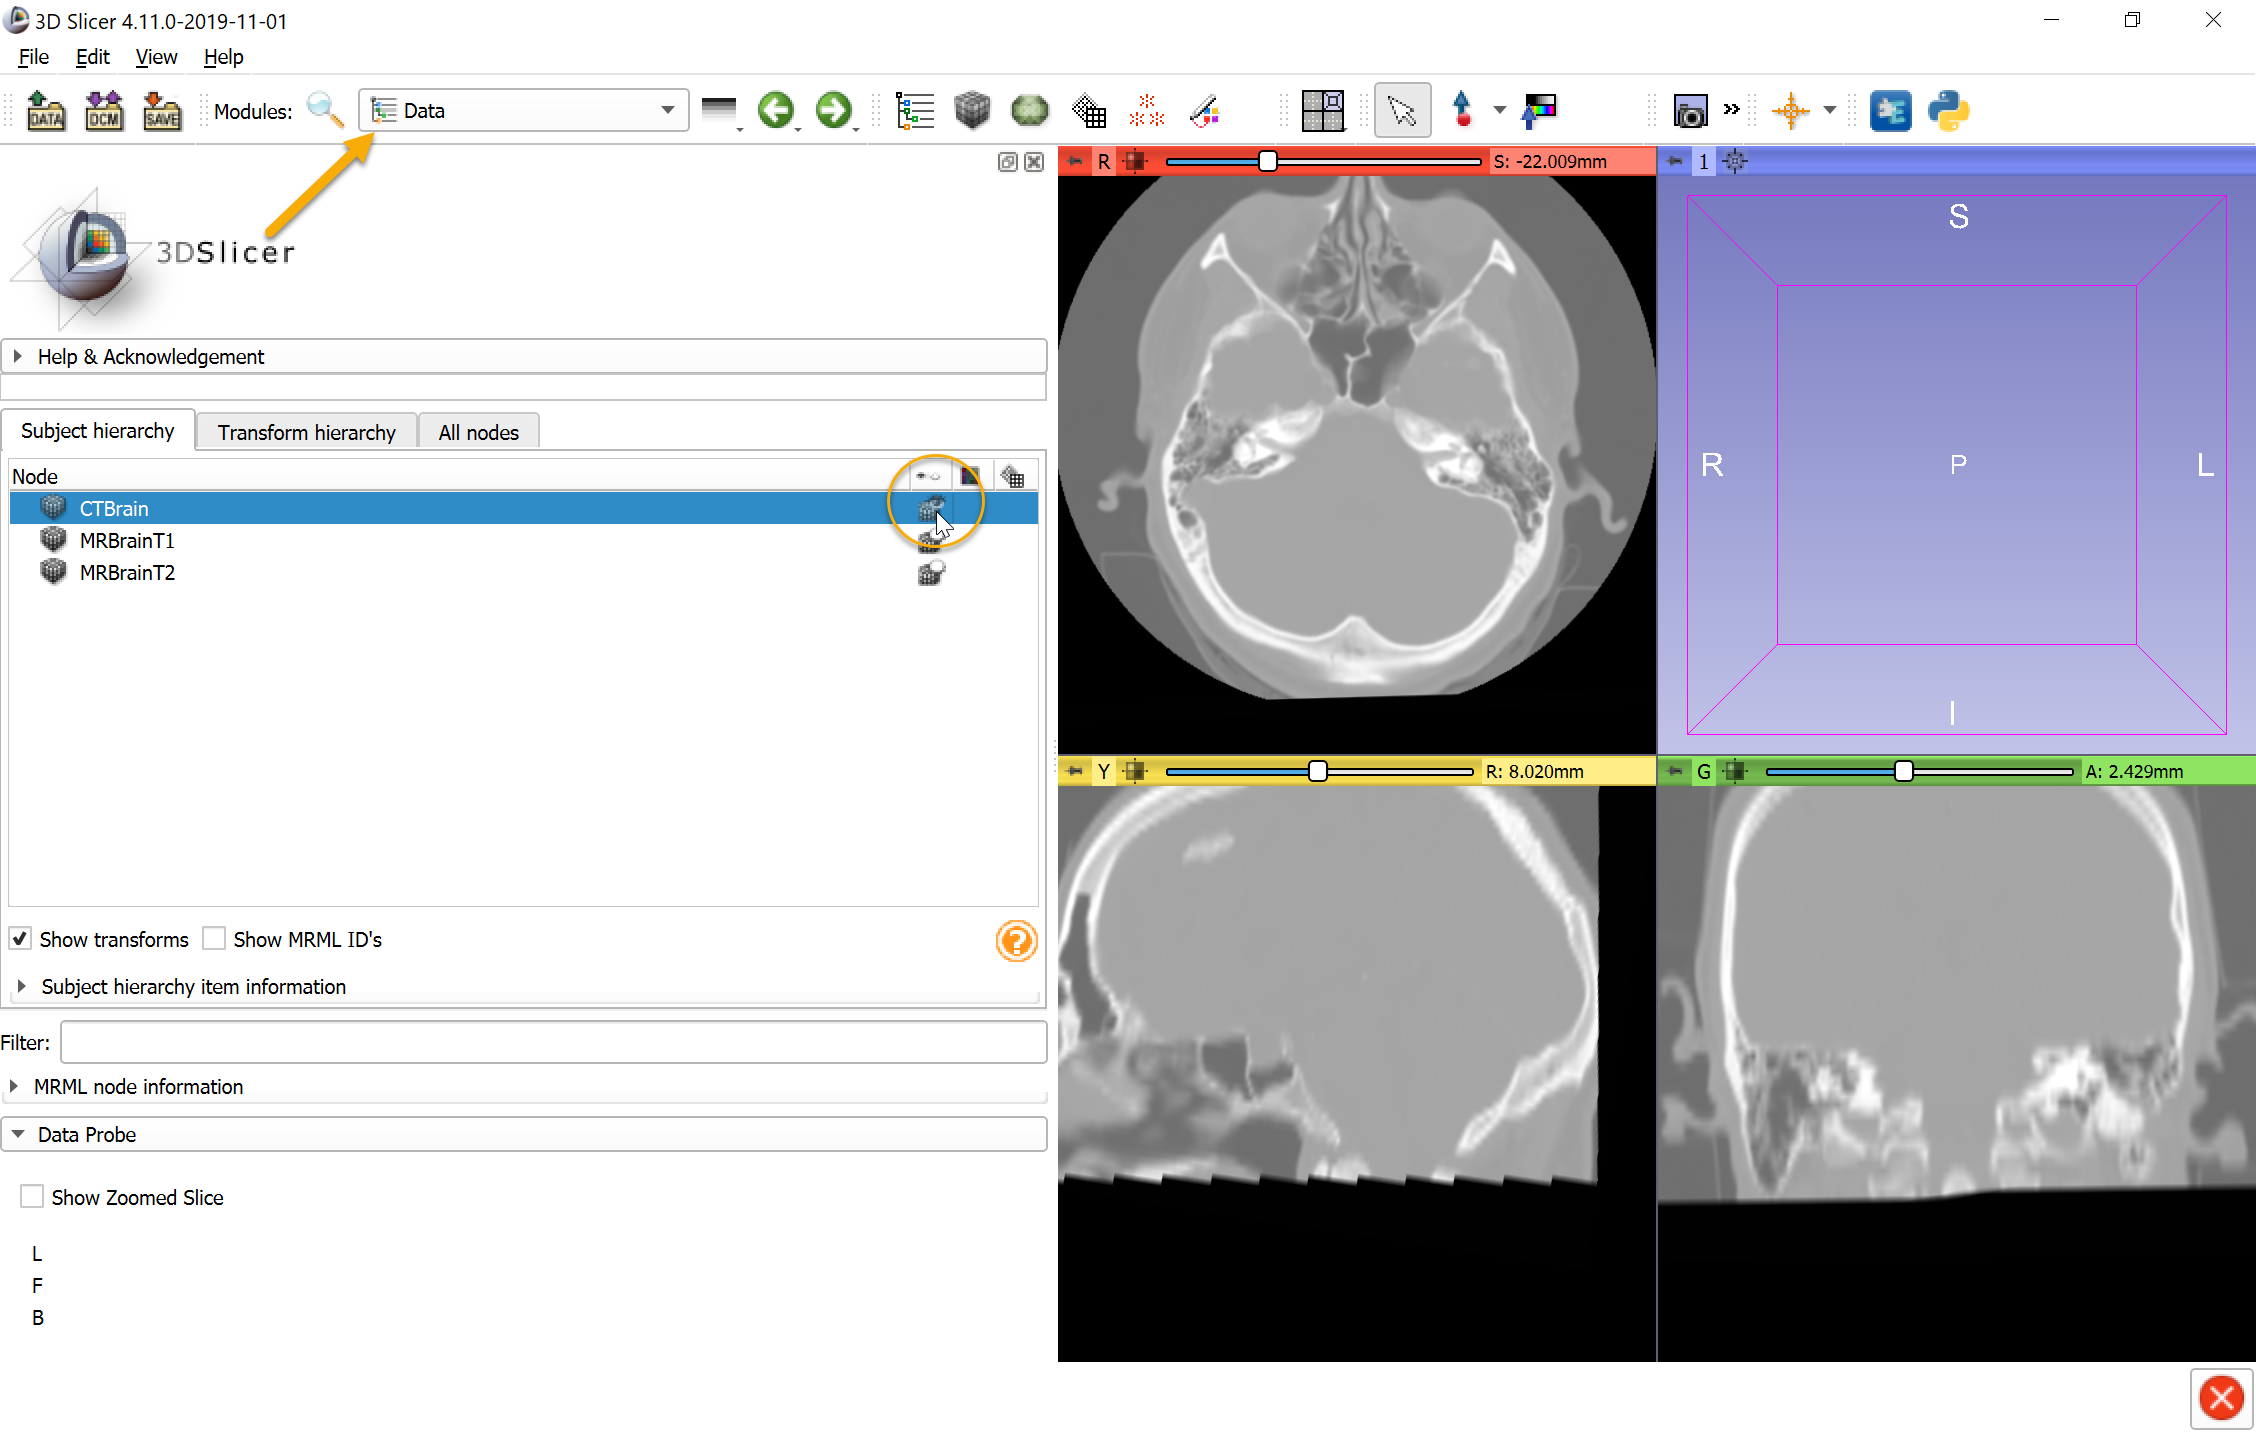 3D Slicer 4.11.0-2019-11-01
File Edit View Help
DATA DCM SAVE Modules: Data
3DSlicer
Help & Acknowledgement
Subject hierarchy Transform hierarchy All nodes
Node
CTBrain
MRBrainT1
MRBrainT2
Show transforms Show MRML ID's
?
Subject hierarchy item information
Filter:
MRML node information
Data Probe
Show Zoomed Slice
L
F
B
R S: -22.009mm
1
S
R P L
I
Y R: 8.020mm
G A: 2.429mm